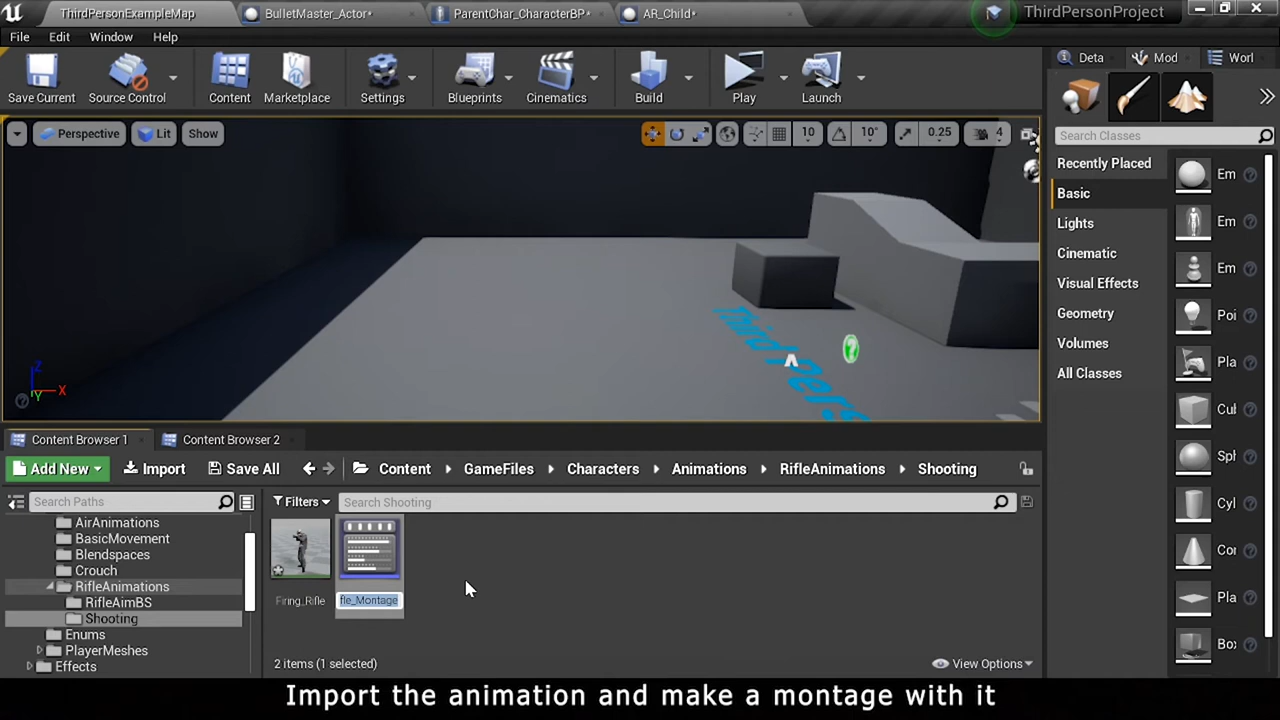 ThirdPersonExampleMap
BulletMaster_Actor*
ParentChar_CharacterBP*
AR_Child*
ThirdPersonProject
File Edit Window Help
Save Current
Source Control
Content
Marketplace
Settings
Blueprints
Cinematics
Build
Play
Launch
Deta
Mod
Worl
Perspective
Lit
Show
10
10°
0.25
4
Search Classes
Recently Placed
Basic
Lights
Cinematic
Visual Effects
Geometry
Volumes
All Classes
Em
Em
Em
Poi
Pla
Cul
Sph
Cyl
Con
Pla
Box
Third Pers
Z
X
Y
Content Browser 1
Content Browser 2
Add New
Import
Save All
Content
GameFiles
Characters
Animations
RifleAnimations
Shooting
Search Paths
Filters
Search Shooting
AirAnimations
BasicMovement
Blendspaces
Crouch
RifleAnimations
RifleAimBS
Shooting
Enums
PlayerMeshes
Effects
Firing_Rifle
fle_Montage
2 items (1 selected)
View Options
Import the animation and make a montage with it